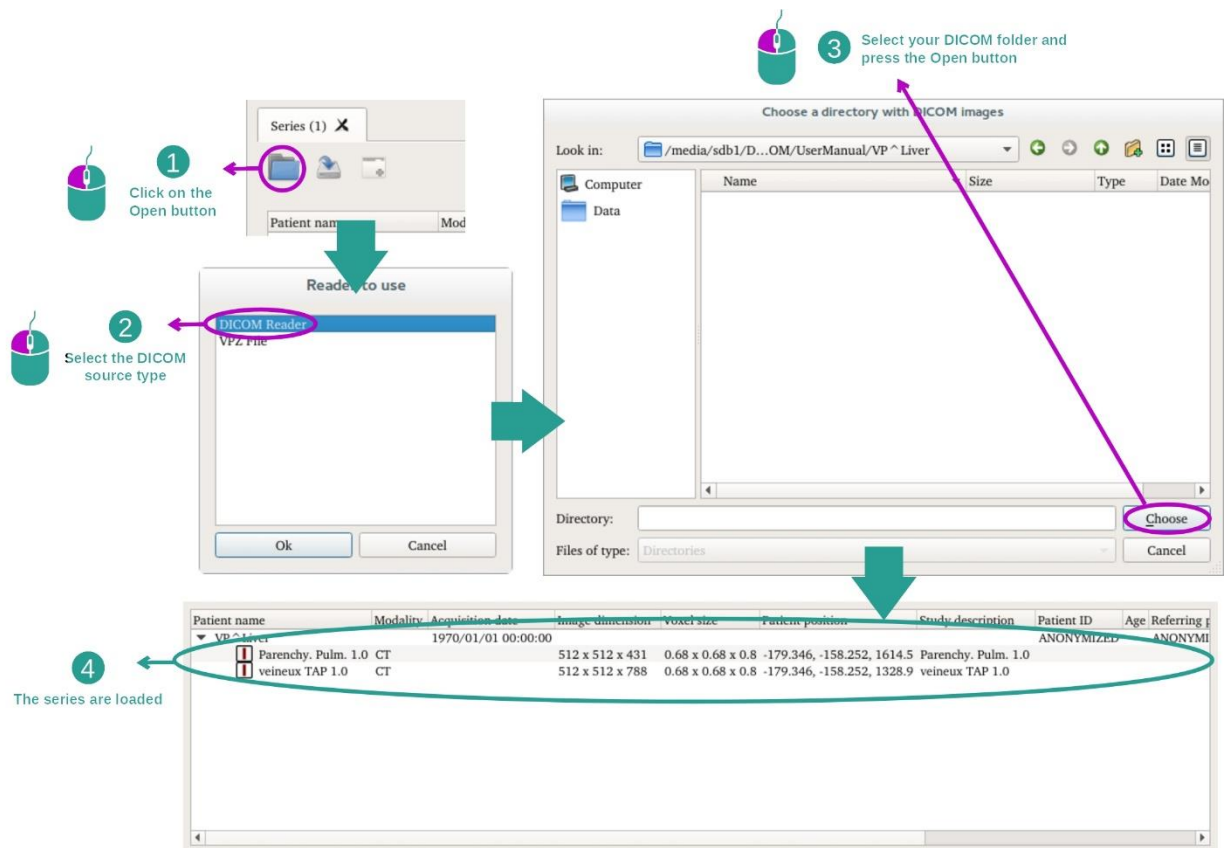 3
Select your DICOM folder and
press the Open button
Series (1)
1
Click on the
Open button
Patient name
Mod
Reader to use
2
Select the DICOM
source type
DICOM Reader
VPZ File
Ok
Cancel
Choose a directory with DICOM images
Look in:
/media/sdb1/D...OM/UserManual/VP^Liver
Computer
Data
Name
Size
Type
Date Mo
Directory:
Choose
Files of type:
Directories
Cancel
4
The series are loaded
Patient name Modality Acquisition date Image dimension Voxel size Patient position Study description Patient ID Age Referring p
VP^Liver 1970/01/01 00:00:00 ANONYMIZED ANONYMI
Parenchy. Pulm. 1.0 CT 512 x 512 x 431 0.68 x 0.68 x 0.8 -179.346, -158.252, 1614.5 Parenchy. Pulm. 1.0
veineux TAP 1.0 CT 512 x 512 x 788 0.68 x 0.68 x 0.8 -179.346, -158.252, 1328.9 veineux TAP 1.0